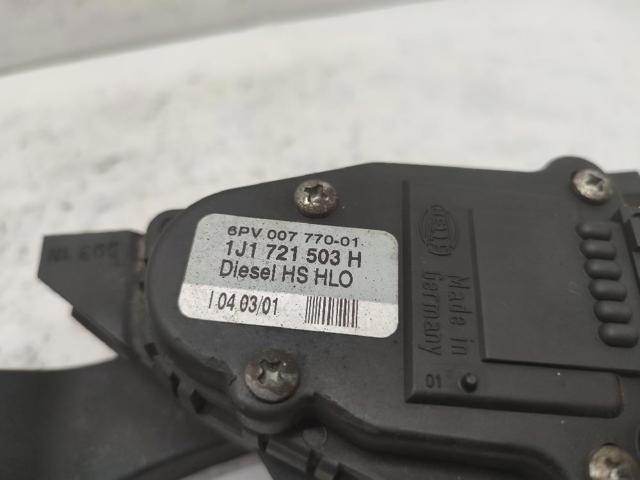 6PV 007 770-01
1J1 721 503 H
Diesel HS HLO
I 04 03/01
HELLA
Made in
Germany
01